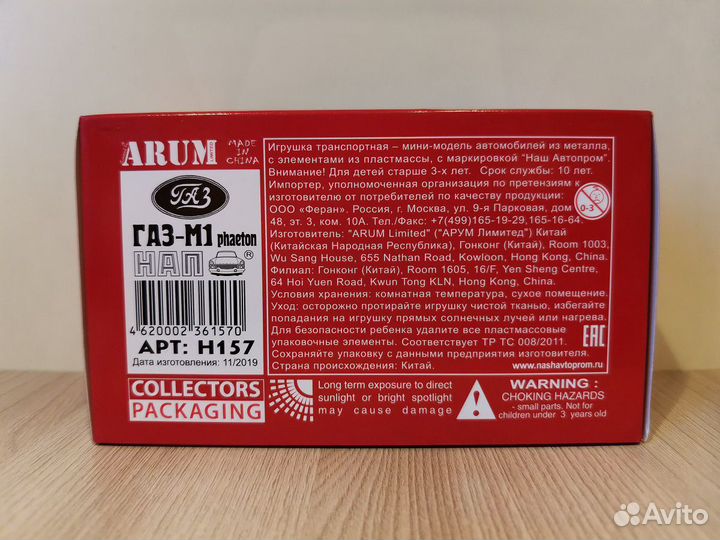 ARUM LIMITED MADE IN CHINA
ГАЗ
ГАЗ-М1 phaeton
НАП ®
4 620002 361570
АРТ: Н157
Дата изготовления: 11/2019
Игрушка транспортная – мини-модель автомобилей из металла,
с элементами из пластмассы, с маркировкой "Наш Автопром".
Внимание! Для детей старше 3-х лет. Срок службы: 10 лет.
Импортер, уполномоченная организация по претензиям к
изготовителю от потребителей по качеству продукции:
ООО «Феран». Россия, г. Москва, ул. 9-я Парковая, дом
48, эт. 3, ком. 10А. Тел./Факс: +7(499)165-19-29,165-16-64.
0-3
Изготовитель: "ARUM Limited" ("АРУМ Лимитед") Китай
(Китайская Народная Республика), Гонконг (Китай), Room 1003,
Wu Sang House, 655 Nathan Road, Kowloon, Hong Kong, China.
Филиал: Гонконг (Китай), Room 1605, 16/F, Yen Sheng Centre,
64 Hoi Yuen Road, Kwun Tong KLN, Hong Kong, China.
Условия хранения: комнатная температура, сухое помещение.
Уход: осторожно протирайте игрушку чистой тканью, избегайте
попадания на игрушку прямых солнечных лучей или нагрева.
Для безопасности ребенка удалите все пластмассовые
упаковочные элементы. Соответствует ТР ТС 008/2011.
Сохраняйте упаковку с данными предприятия изготовителя.
Страна происхождения: Китай.
www.nashavtoprom.ru
EAC
COLLECTORS
PACKAGING
Long term exposure to direct
sunlight or bright spotlight
may cause damage
WARNING :
CHOKING HAZARDS
- small parts. Not for
children under 3 years old
Avito